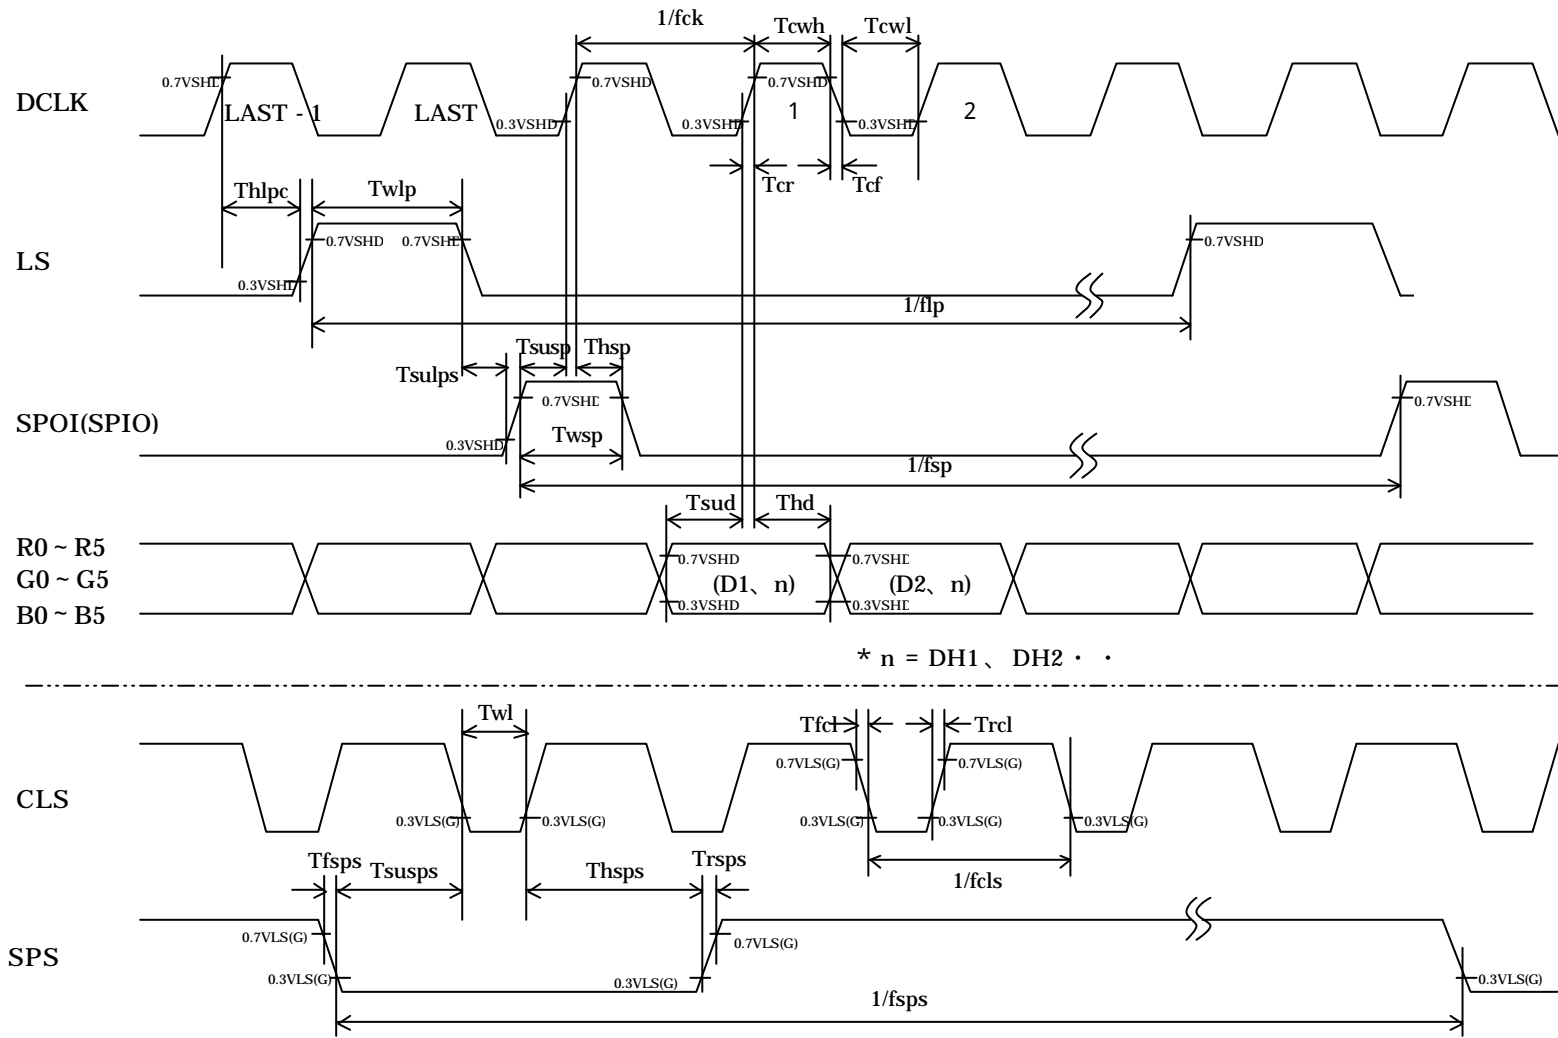 1/fck Tcwh Tcwl
DCLK 0.7VSHD LAST - 1 LAST 0.3VSHD 0.7VSHD 0.3VSHD 0.7VSHD 1 0.3VSHD 2
Tcr Tcf
Thlpc Twlp
LS 0.3VSHD 0.7VSHD 0.7VSHD 0.7VSHD
1/flp
Tsulps Tsusp Thsp
SPOI(SPIO) 0.3VSHD 0.7VSHD 0.7VSHD
Twsp
1/fsp
Tsud Thd
R0 ~ R5 0.7VSHD 0.7VSHD
G0 ~ G5 (D1、n) (D2、n)
B0 ~ B5 0.3VSHD 0.3VSHD
* n = DH1、 DH2・・
Twl Tfcl Trcl
0.7VLS(G) 0.7VLS(G)
CLS 0.3VLS(G) 0.3VLS(G) 0.3VLS(G) 0.3VLS(G) 0.3VLS(G)
Tfsps Tsusps Thsps Trsps 1/fcls
0.7VLS(G) 0.7VLS(G)
SPS 0.3VLS(G) 0.3VLS(G) 0.3VLS(G)
1/fsps